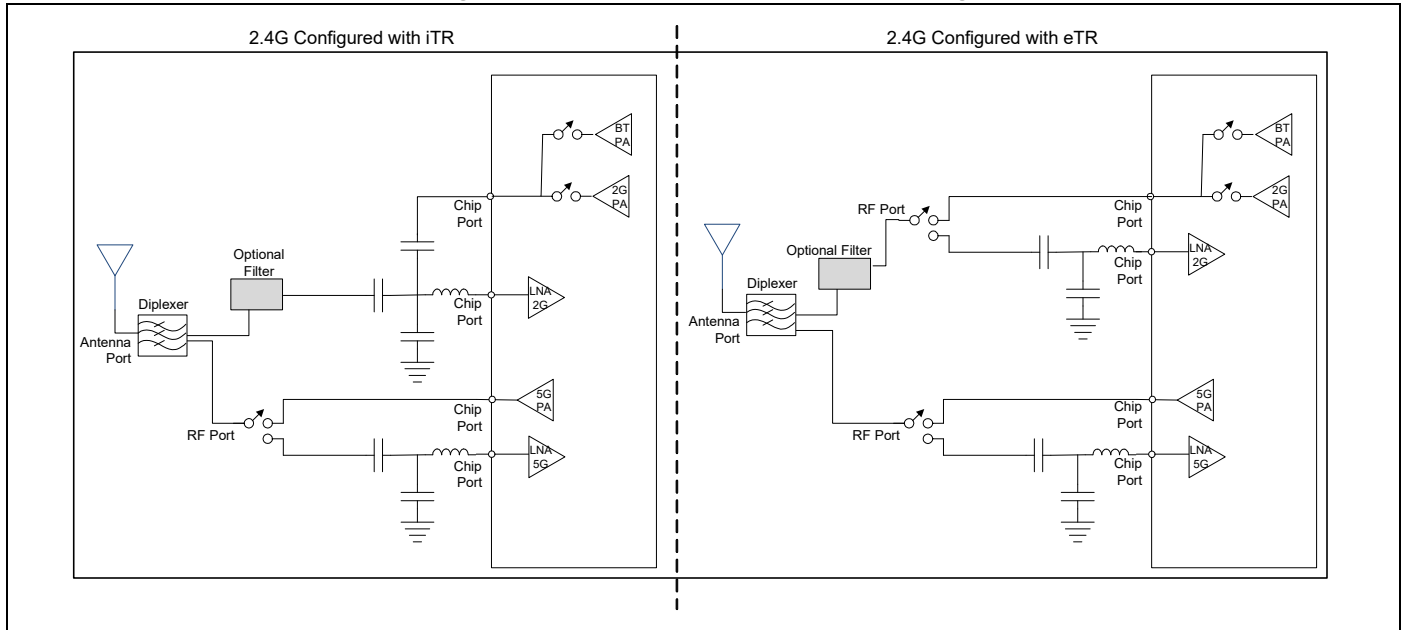 2.4G Configured with iTR
BT
PA
2G
PA
Chip
Port
Optional
Filter
LNA
2G
Chip
Port
Diplexer
Antenna
Port
5G
PA
Chip
Port
RF Port
LNA
5G
Chip
Port
2.4G Configured with eTR
BT
PA
2G
PA
RF Port
Chip
Port
Optional Filter
LNA
2G
Chip
Port
Diplexer
Antenna
Port
5G
PA
Chip
Port
RF Port
LNA
5G
Chip
Port